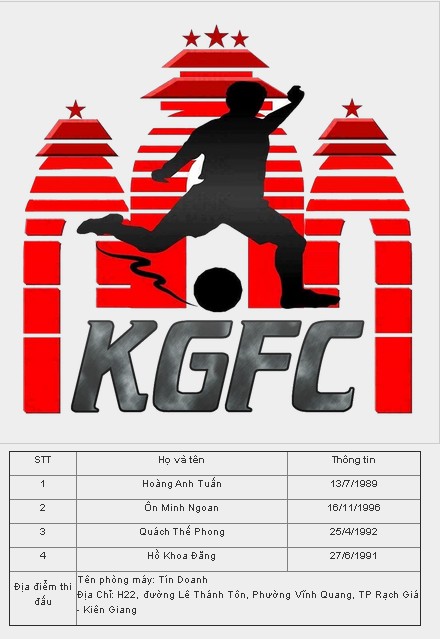 KGFC
STT Họ và tên Thông tin
1 Hoàng Anh Tuấn 13/7/1989
2 Ôn Minh Ngoan 16/11/1996
3 Quách Thế Phong 25/4/1992
4 Hồ Khoa Đăng 27/6/1991
Địa điểm thi
đấu
Tên phòng máy: Tín Doanh
Địa Chỉ: H22, đường Lê Thánh Tôn, Phường Vĩnh Quang, TP Rạch Giá
- Kiên Giang